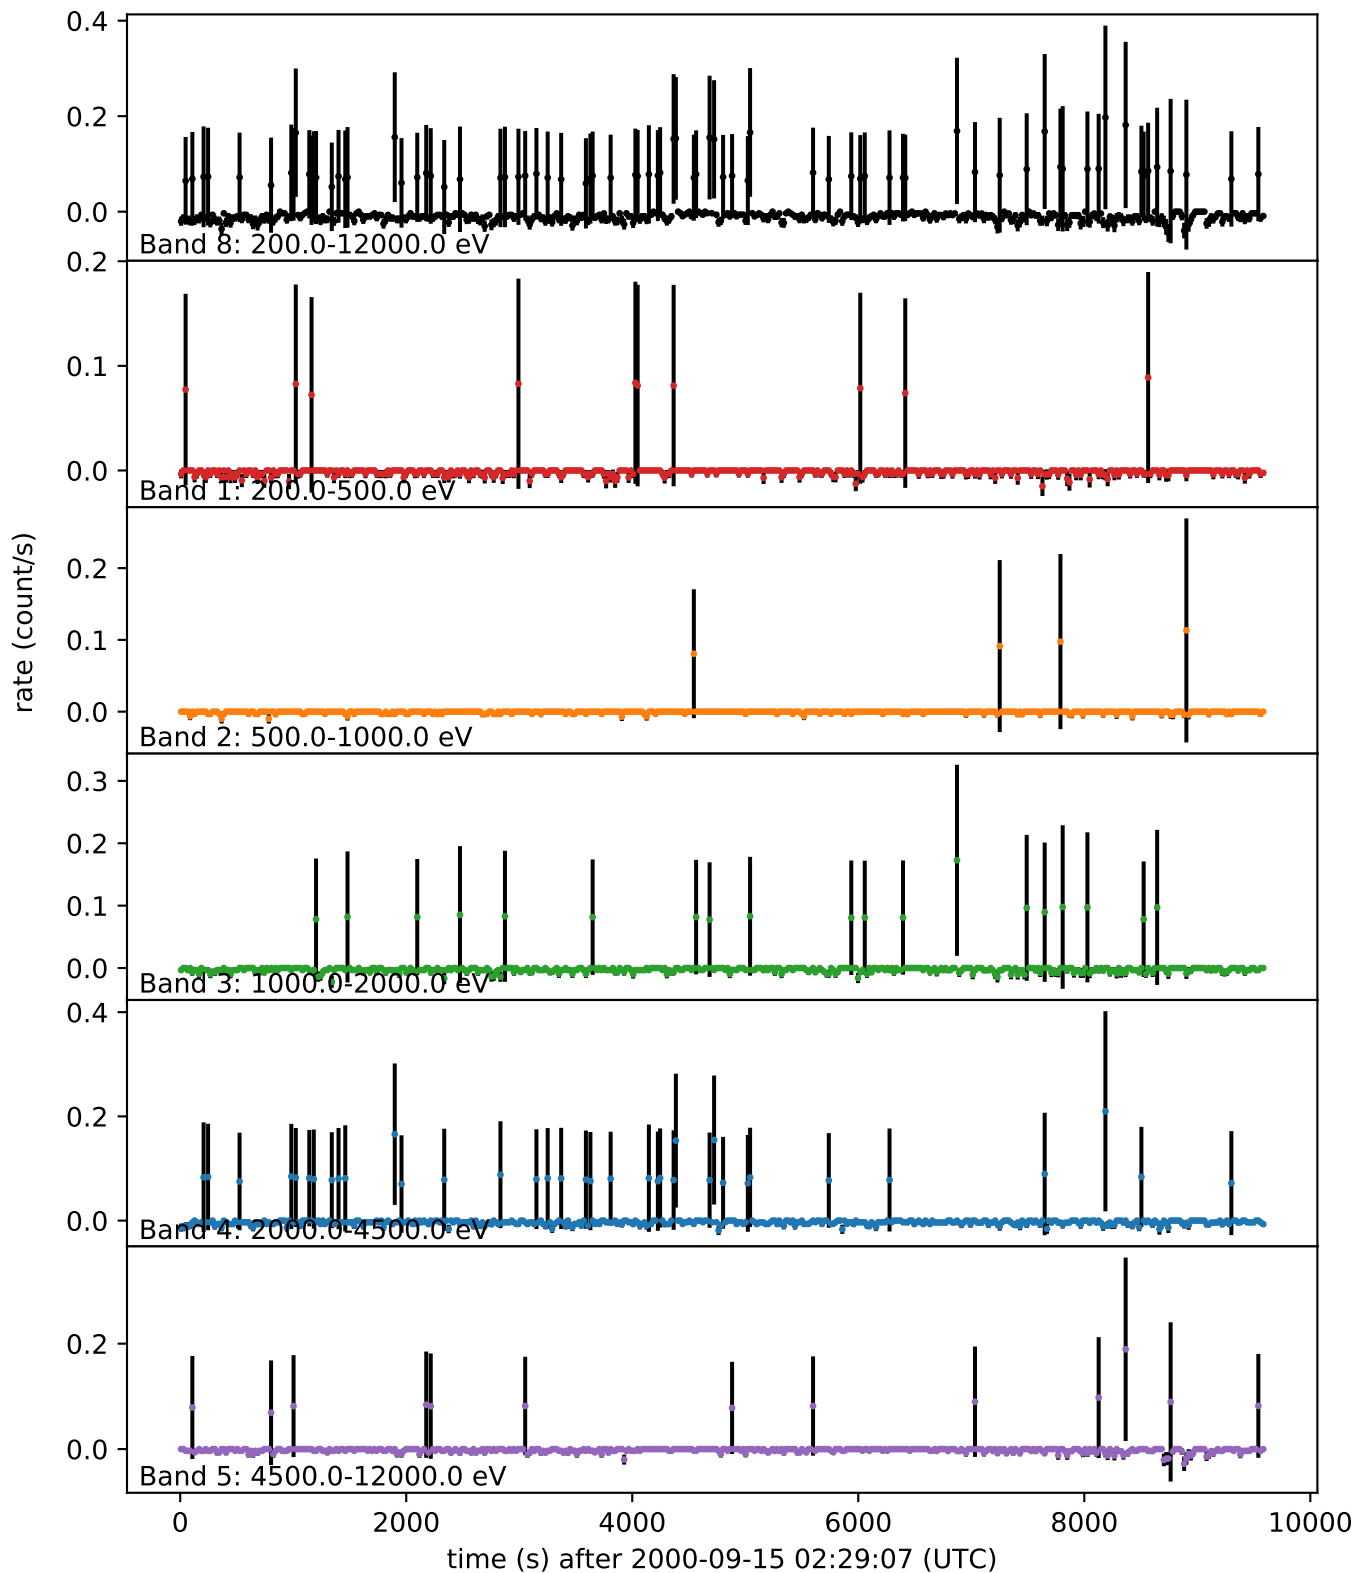 0.4
0.2
0.0
Band 8: 200.0-12000.0 eV
0.2
0.1
0.0
Band 1: 200.0-500.0 eV
rate (count/s)
0.2
0.1
0.0
Band 2: 500.0-1000.0 eV
0.3
0.2
0.1
0.0
Band 3: 1000.0-2000.0 eV
0.4
0.2
0.0
Band 4: 2000.0-4500.0 eV
0.2
0.0
Band 5: 4500.0-12000.0 eV
0 2000 4000 6000 8000 10000
time (s) after 2000-09-15 02:29:07 (UTC)